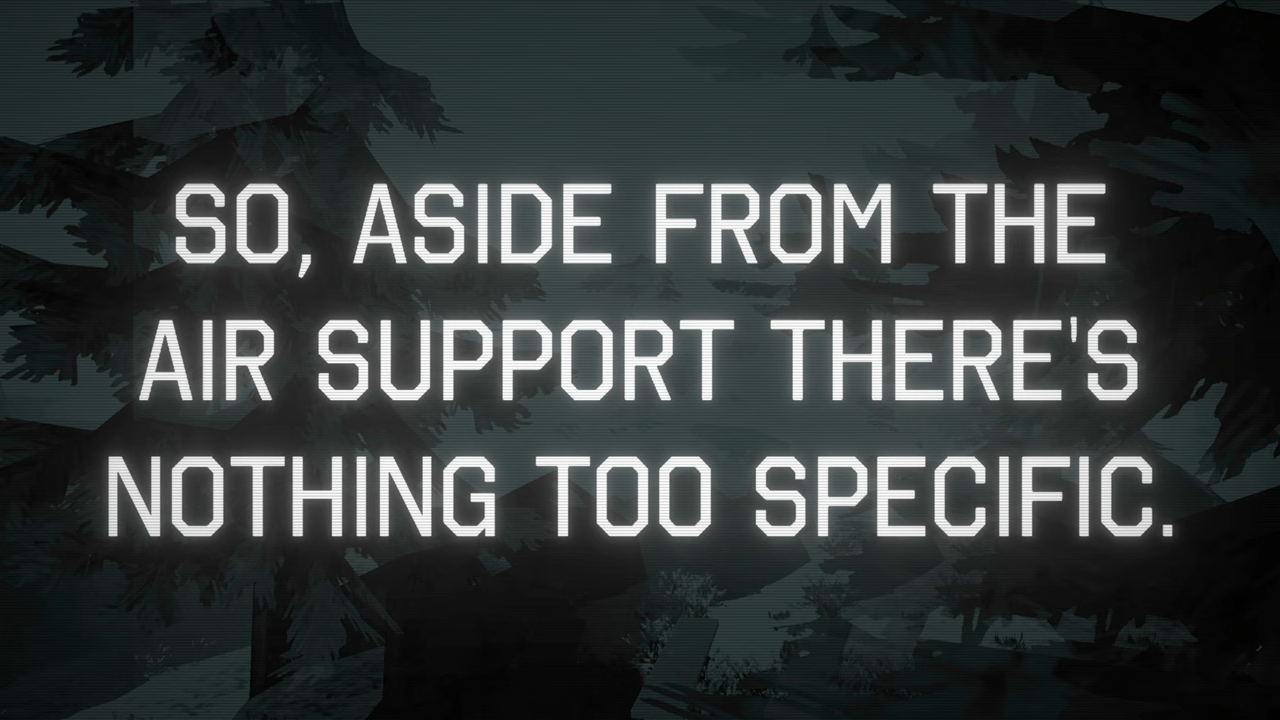 SO, ASIDE FROM THE
AIR SUPPORT THERE'S
NOTHING TOO SPECIFIC.